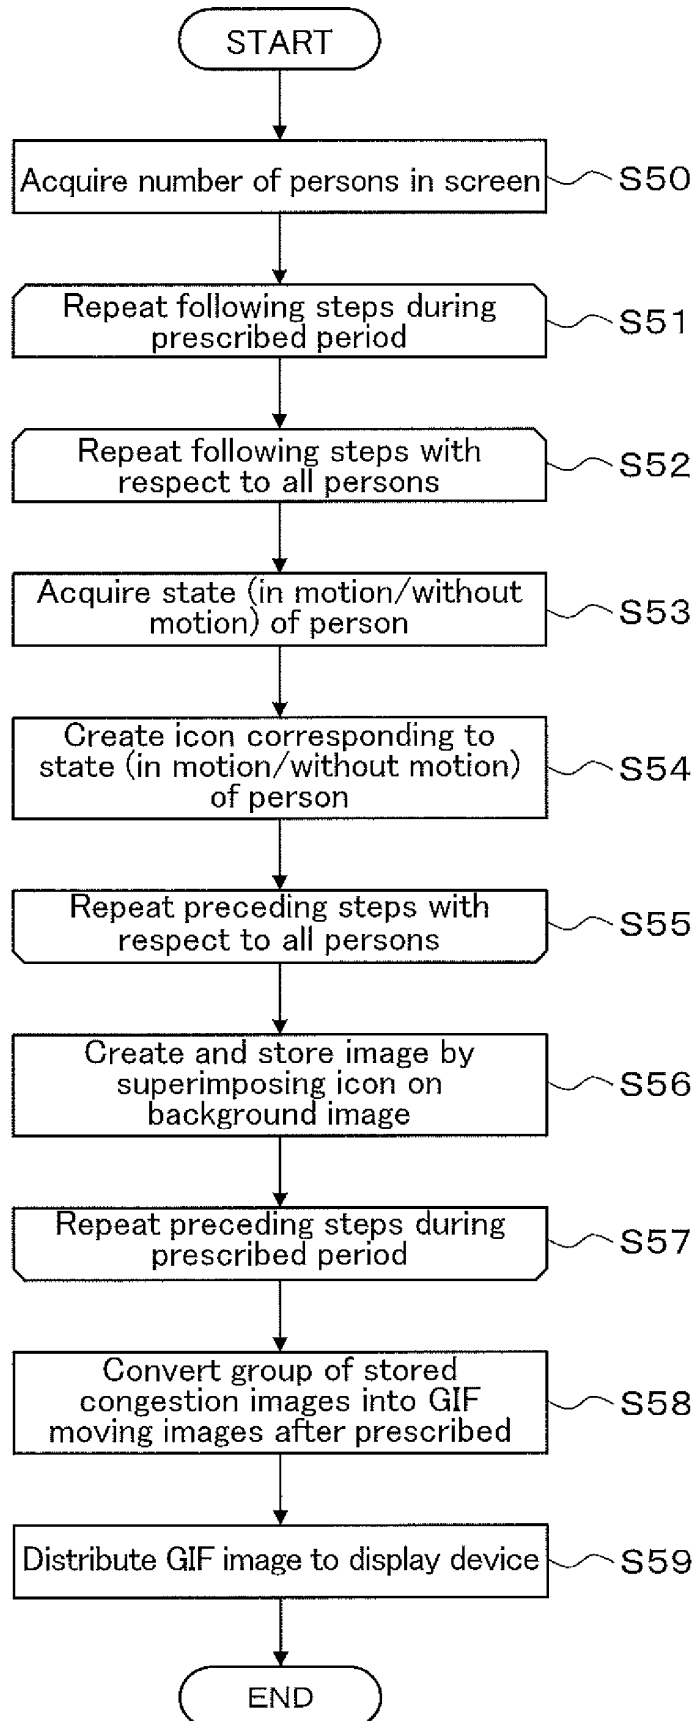 START
Acquire number of persons in screen
S50
Repeat following steps during
prescribed period
S51
Repeat following steps with
respect to all persons
S52
Acquire state (in motion/without
motion) of person
S53
Create icon corresponding to
state (in motion/without motion)
of person
S54
Repeat preceding steps with
respect to all persons
S55
Create and store image by
superimposing icon on
background image
S56
Repeat preceding steps during
prescribed period
S57
Convert group of stored
congestion images into GIF
moving images after prescribed
S58
Distribute GIF image to display device
S59
END